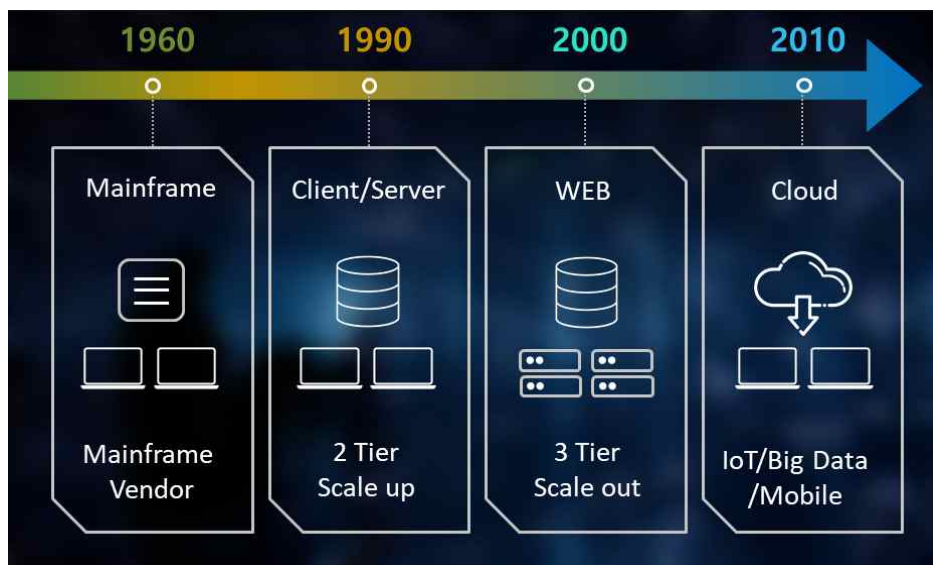 1960
1990
2000
2010
Mainframe
Client/Server
WEB
Cloud
Mainframe
Vendor
2 Tier
Scale up
3 Tier
Scale out
IoT/Big Data
/Mobile